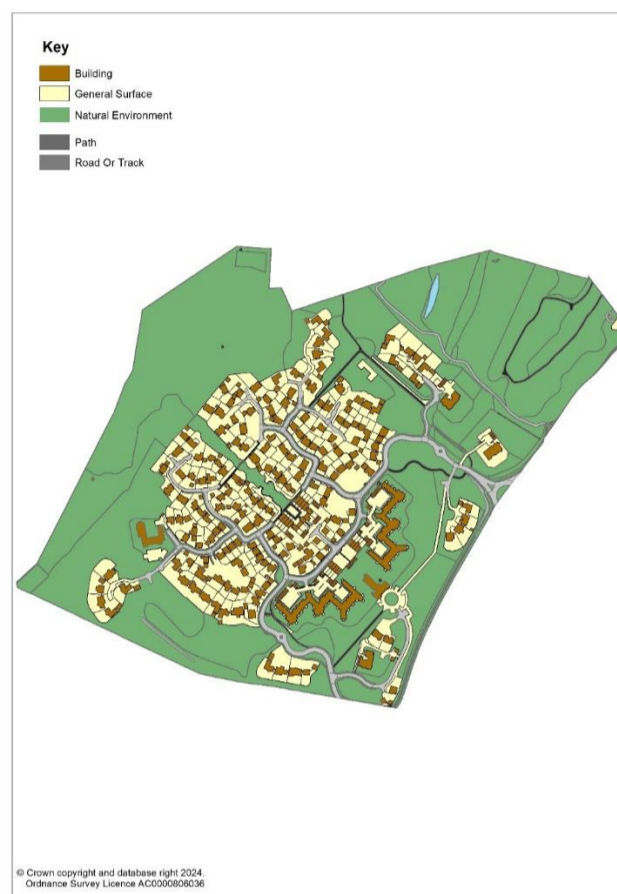 Key
Building
General Surface
Natural Environment
Path
Road Or Track
© Crown copyright and database right 2024.
Ordnance Survey Licence AC0000806036